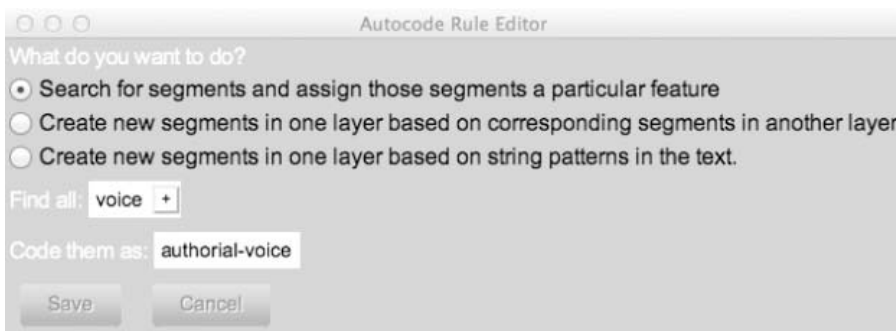 Autocode Rule Editor
What do you want to do?
Search for segments and assign those segments a particular feature
Create new segments in one layer based on corresponding segments in another layer
Create new segments in one layer based on string patterns in the text.
Find all: voice +
Code them as: authorial-voice
Save Cancel